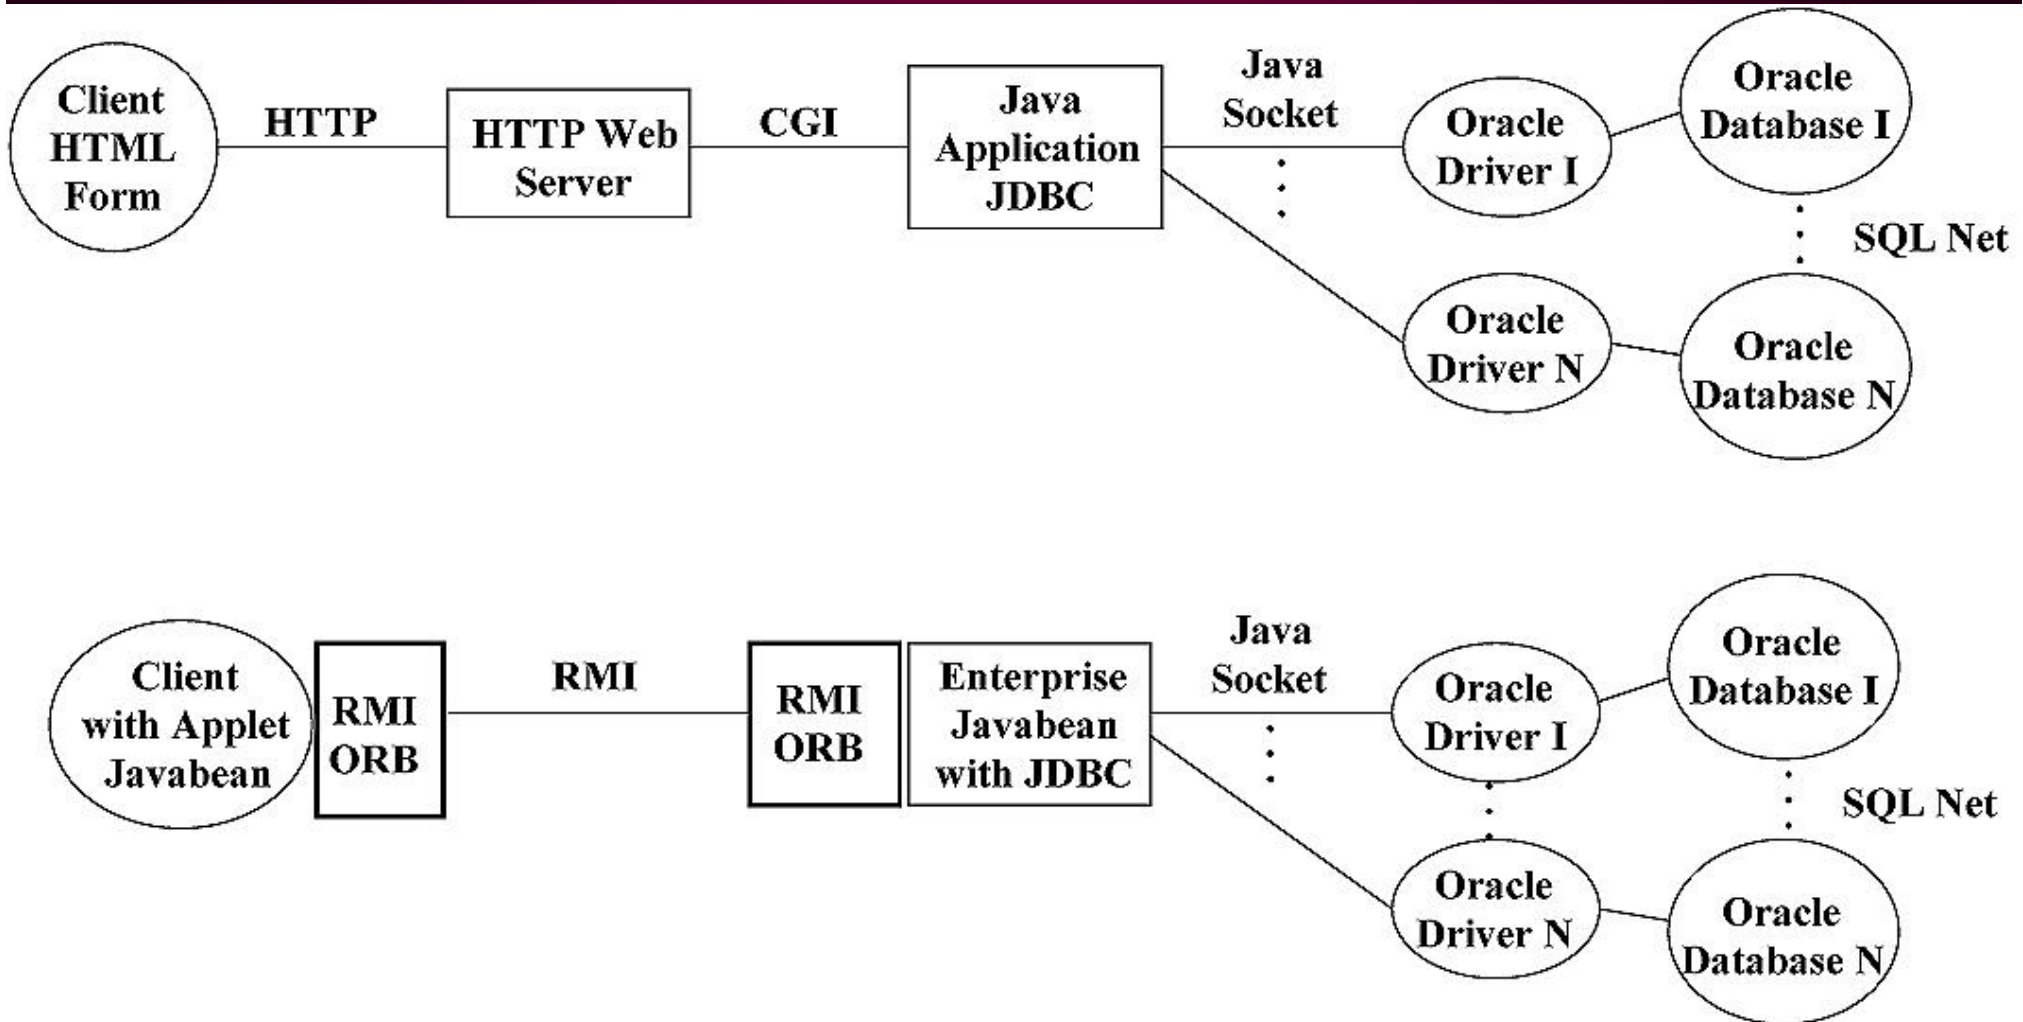 Client
HTML
Form
HTTP
HTTP Web
Server
CGI
Java
Application
JDBC
Java
Socket
Oracle
Driver I
Oracle
Database I
SQL Net
Oracle
Driver N
Oracle
Database N
Client
with Applet
Javabean
RMI
ORB
RMI
RMI
ORB
Enterprise
Javabean
with JDBC
Java
Socket
Oracle
Driver I
Oracle
Database I
SQL Net
Oracle
Driver N
Oracle
Database N